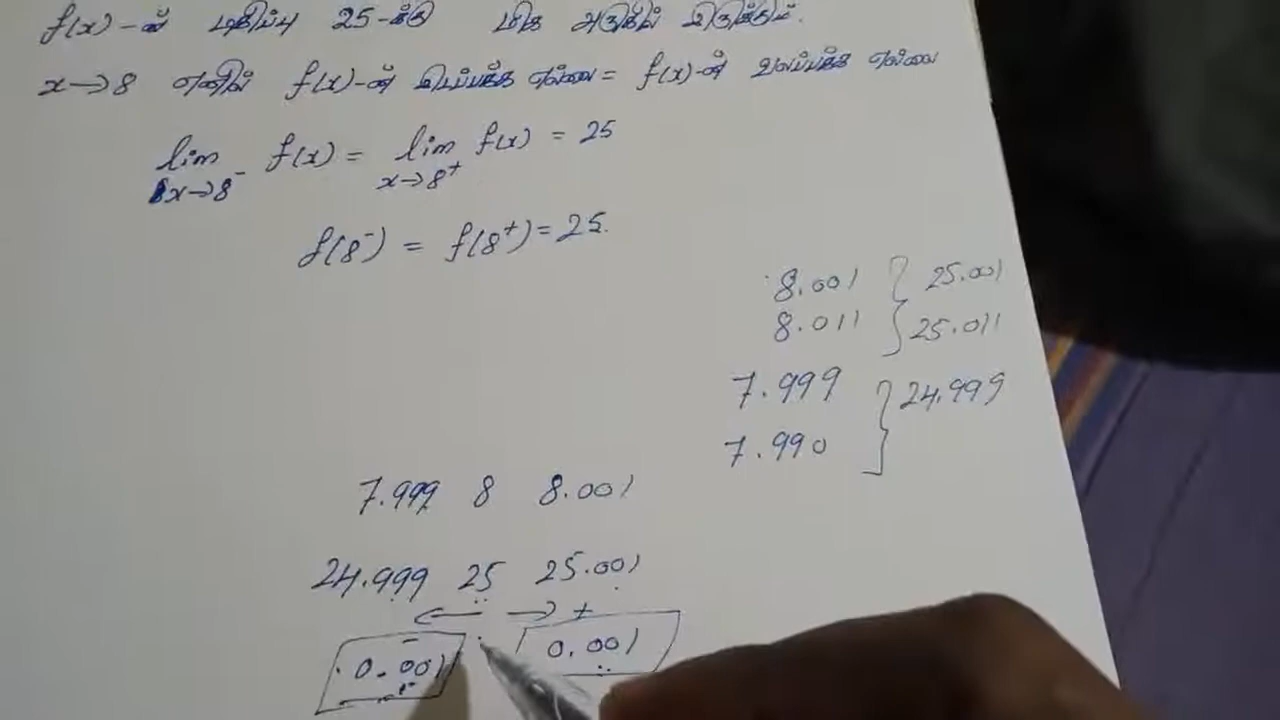 f(x)-ன் மதிப்பு 25-க்கு மிக அருகில் இருக்கும்.
x→8 எனில் f(x)-ன் இடப்பக்க எல்லை = f(x)-ன் வலப்பக்க எல்லை
lim x→8⁻ f(x) = lim x→8⁺ f(x) = 25
f(8⁻) = f(8⁺) = 25.
8.001 } 25.001
8.011 } 25.011
7.999 } 24.999
7.990
7.999 8 8.001
24.999 25 25.001
← → +
- 0.001 0.001